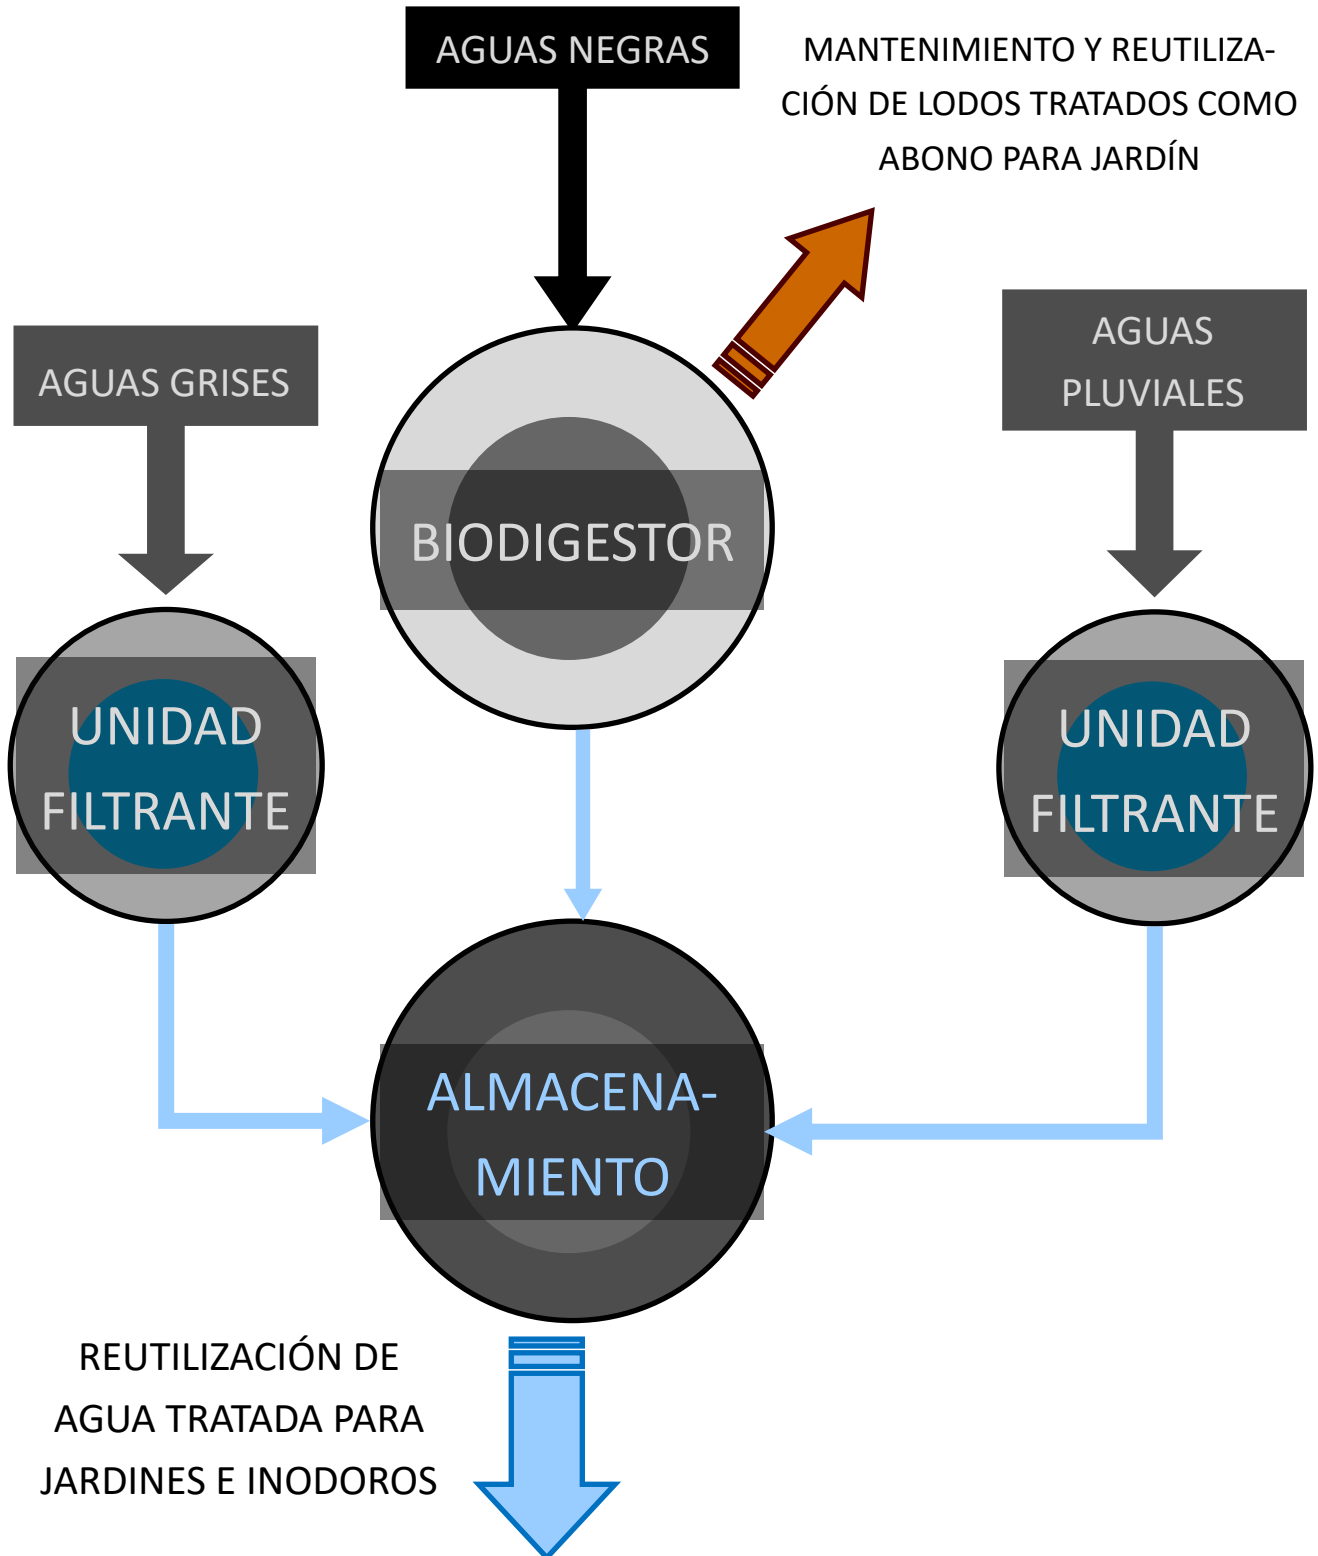 AGUAS NEGRAS
MANTENIMIENTO Y REUTILIZA-
CIÓN DE LODOS TRATADOS COMO
ABONO PARA JARDÍN
AGUAS GRISES
AGUAS
PLUVIALES
BIODIGESTOR
UNIDAD
FILTRANTE
UNIDAD
FILTRANTE
ALMACENA-
MIENTO
REUTILIZACIÓN DE
AGUA TRATADA PARA
JARDINES E INODOROS